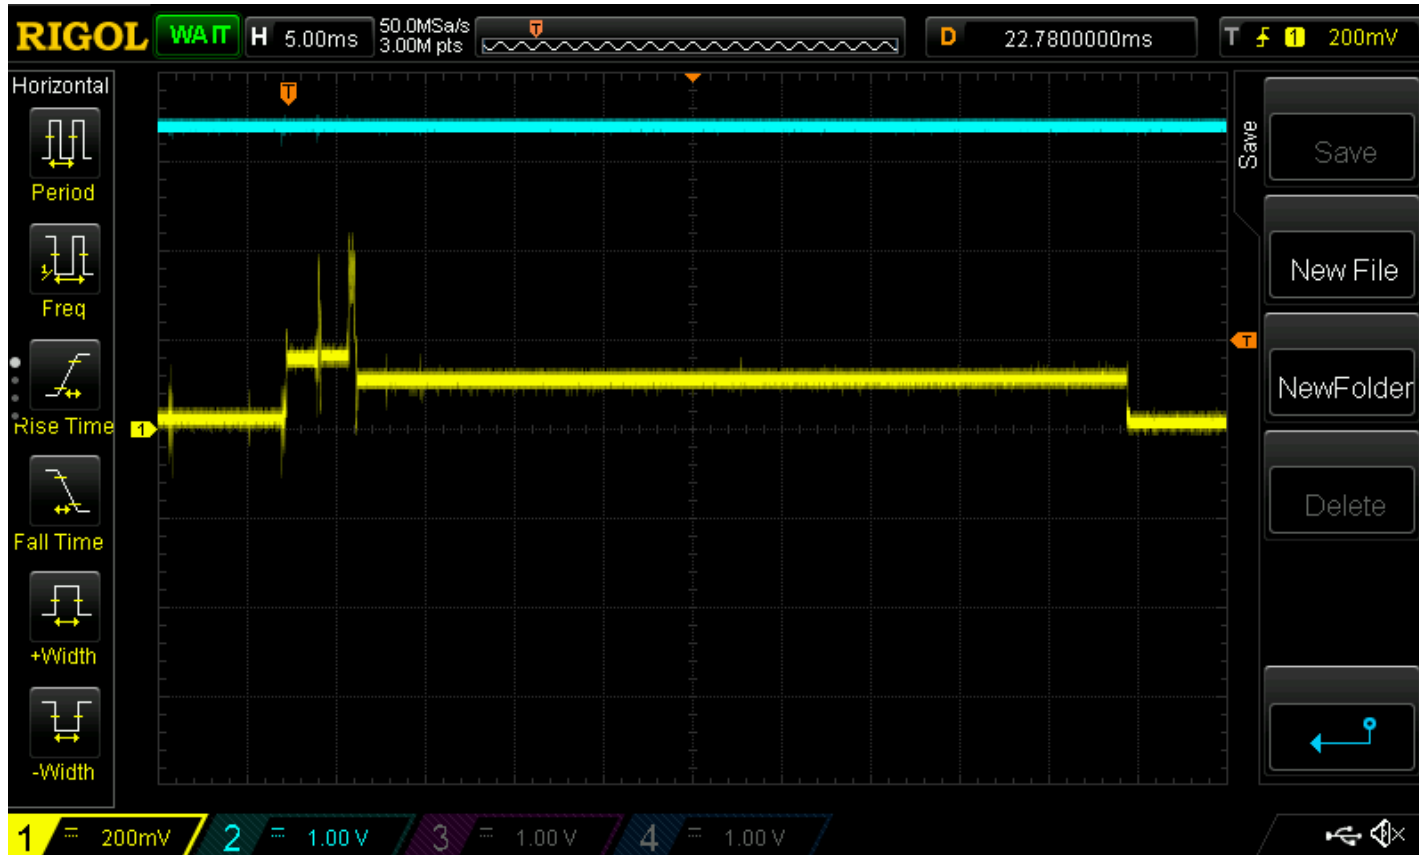 RIGOL WAIT H 5.00ms 50.0MSa/s D 22.7800000ms T 1 200mV
3.00M pts
Horizontal
T
Save
Save
Period
New File
Freq
T
NewFolder
Rise Time
1
Delete
Fall Time
+Width
-Width
1 200mV 2 1.00 V 3 1.00 V 4 1.00 V